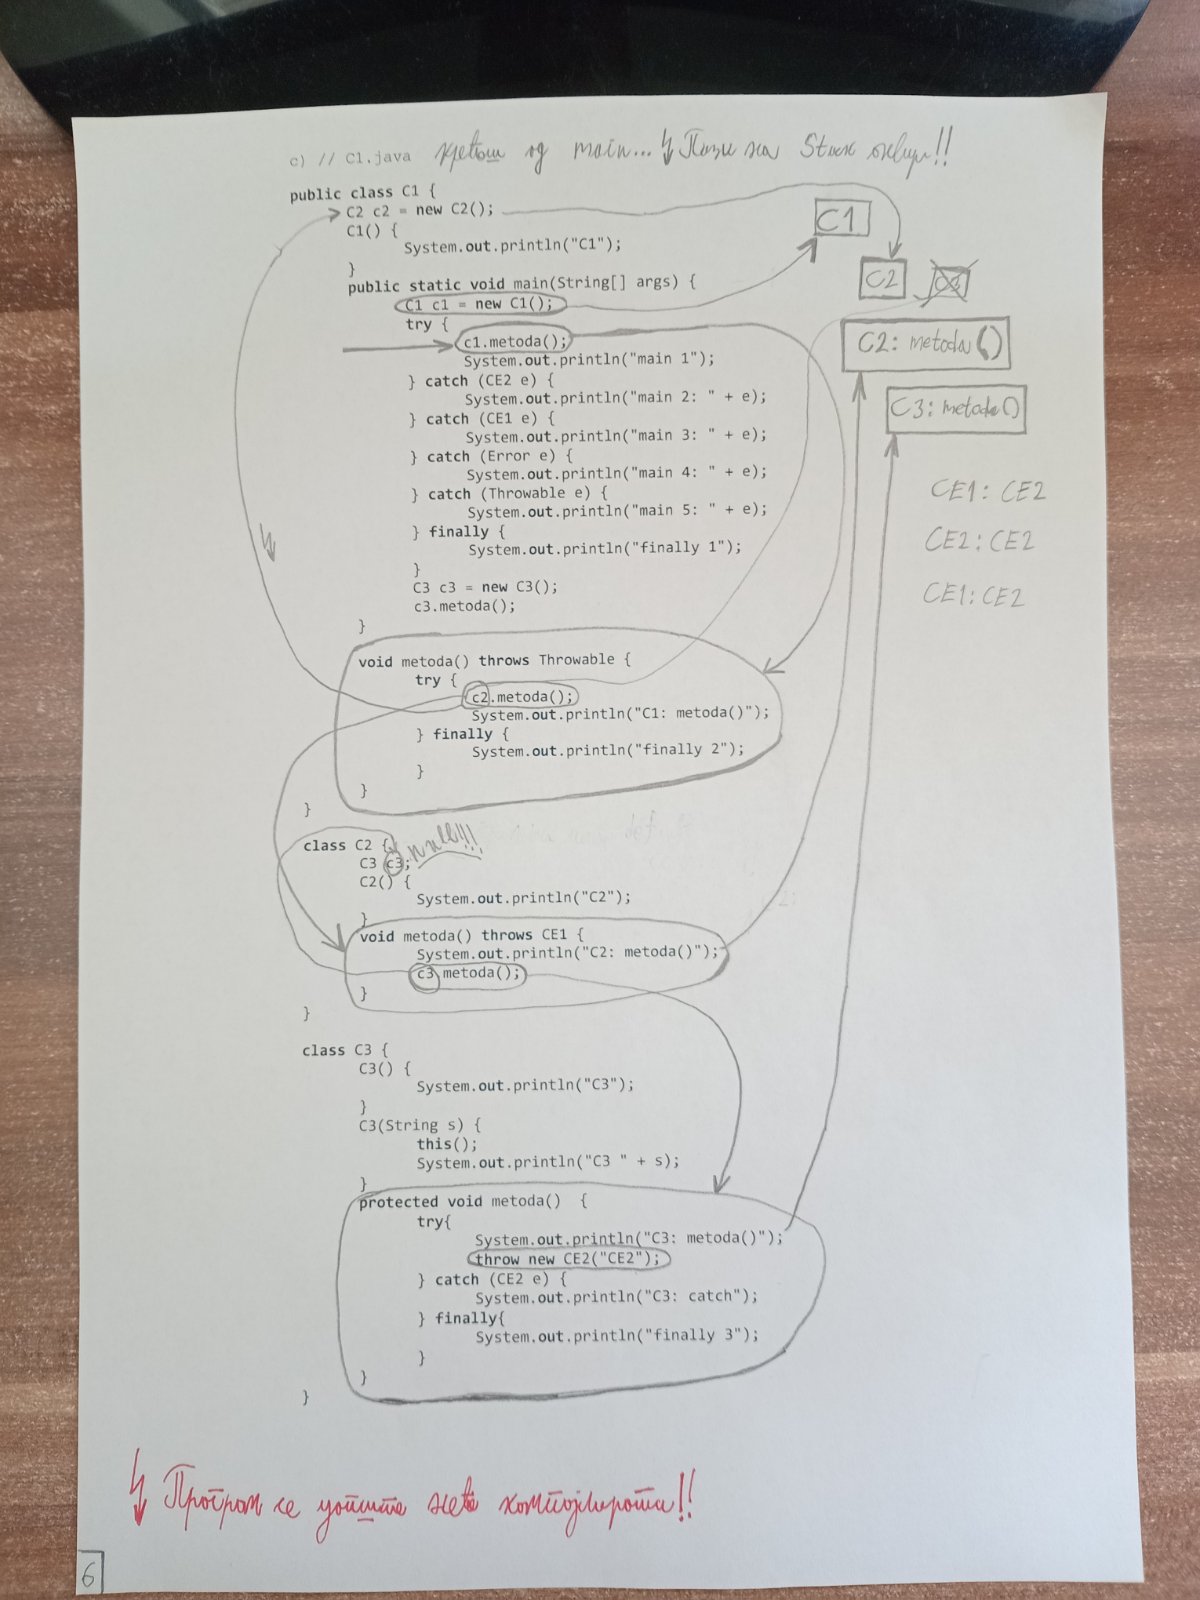 c) // C1.java крећеш од main... Пази на Stack оквир!!
public class C1 {
C2 c2 = new C2();
C1() {
System.out.println("C1");
}
public static void main(String[] args) {
C1 c1 = new C1();
try {
c1.metoda();
System.out.println("main 1");
} catch (CE2 e) {
System.out.println("main 2: " + e);
} catch (CE1 e) {
System.out.println("main 3: " + e);
} catch (Error e) {
System.out.println("main 4: " + e);
} catch (Throwable e) {
System.out.println("main 5: " + e);
} finally {
System.out.println("finally 1");
}
C3 c3 = new C3();
c3.metoda();
}
void metoda() throws Throwable {
try {
c2.metoda();
System.out.println("C1: metoda()");
} finally {
System.out.println("finally 2");
}
}
}
class C2 {
C3 c3; null!!!
C2() {
System.out.println("C2");
}
void metoda() throws CE1 {
System.out.println("C2: metoda()");
c3.metoda();
}
}
class C3 {
C3() {
System.out.println("C3");
}
C3(String s) {
this();
System.out.println("C3 " + s);
}
protected void metoda() {
try{
System.out.println("C3: metoda()");
throw new CE2("CE2");
} catch (CE2 e) {
System.out.println("C3: catch");
} finally{
System.out.println("finally 3");
}
}
}
C1
C2
C2: metoda()
C3: metoda()
CE1: CE2
CE2: CE2
CE1: CE2
Програм се уопште неће компајлирати!!
6